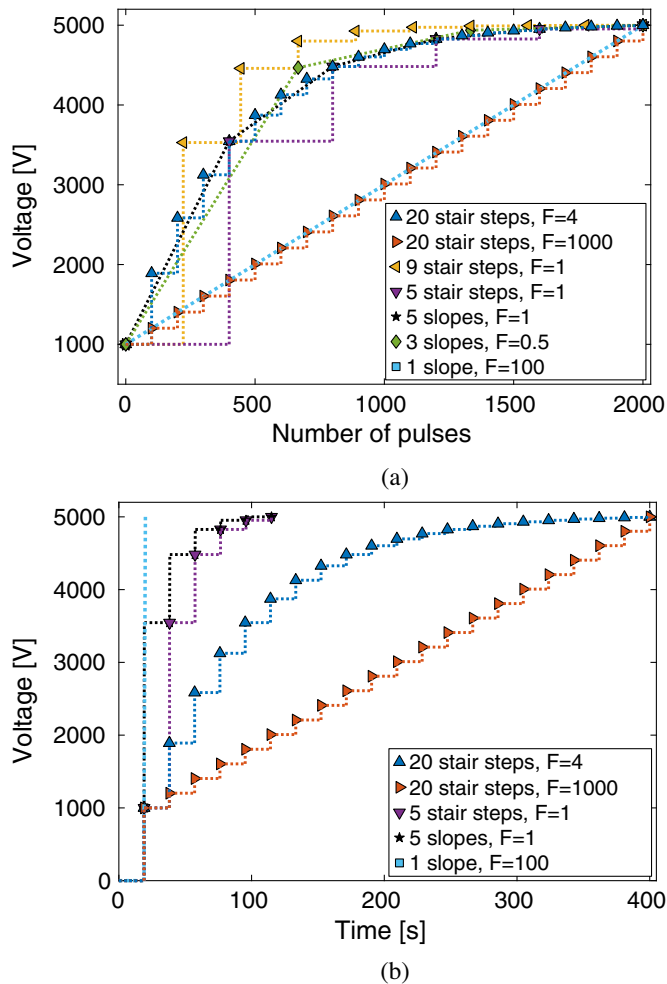 5000
4000
3000
2000
1000
Voltage [V]
20 stair steps, F=4
20 stair steps, F=1000
9 stair steps, F=1
5 stair steps, F=1
5 slopes, F=1
3 slopes, F=0.5
1 slope, F=100
0 500 1000 1500 2000
Number of pulses
(a)
5000
4000
3000
2000
1000
0
Voltage [V]
20 stair steps, F=4
20 stair steps, F=1000
5 stair steps, F=1
5 slopes, F=1
1 slope, F=100
0 100 200 300 400
Time [s]
(b)